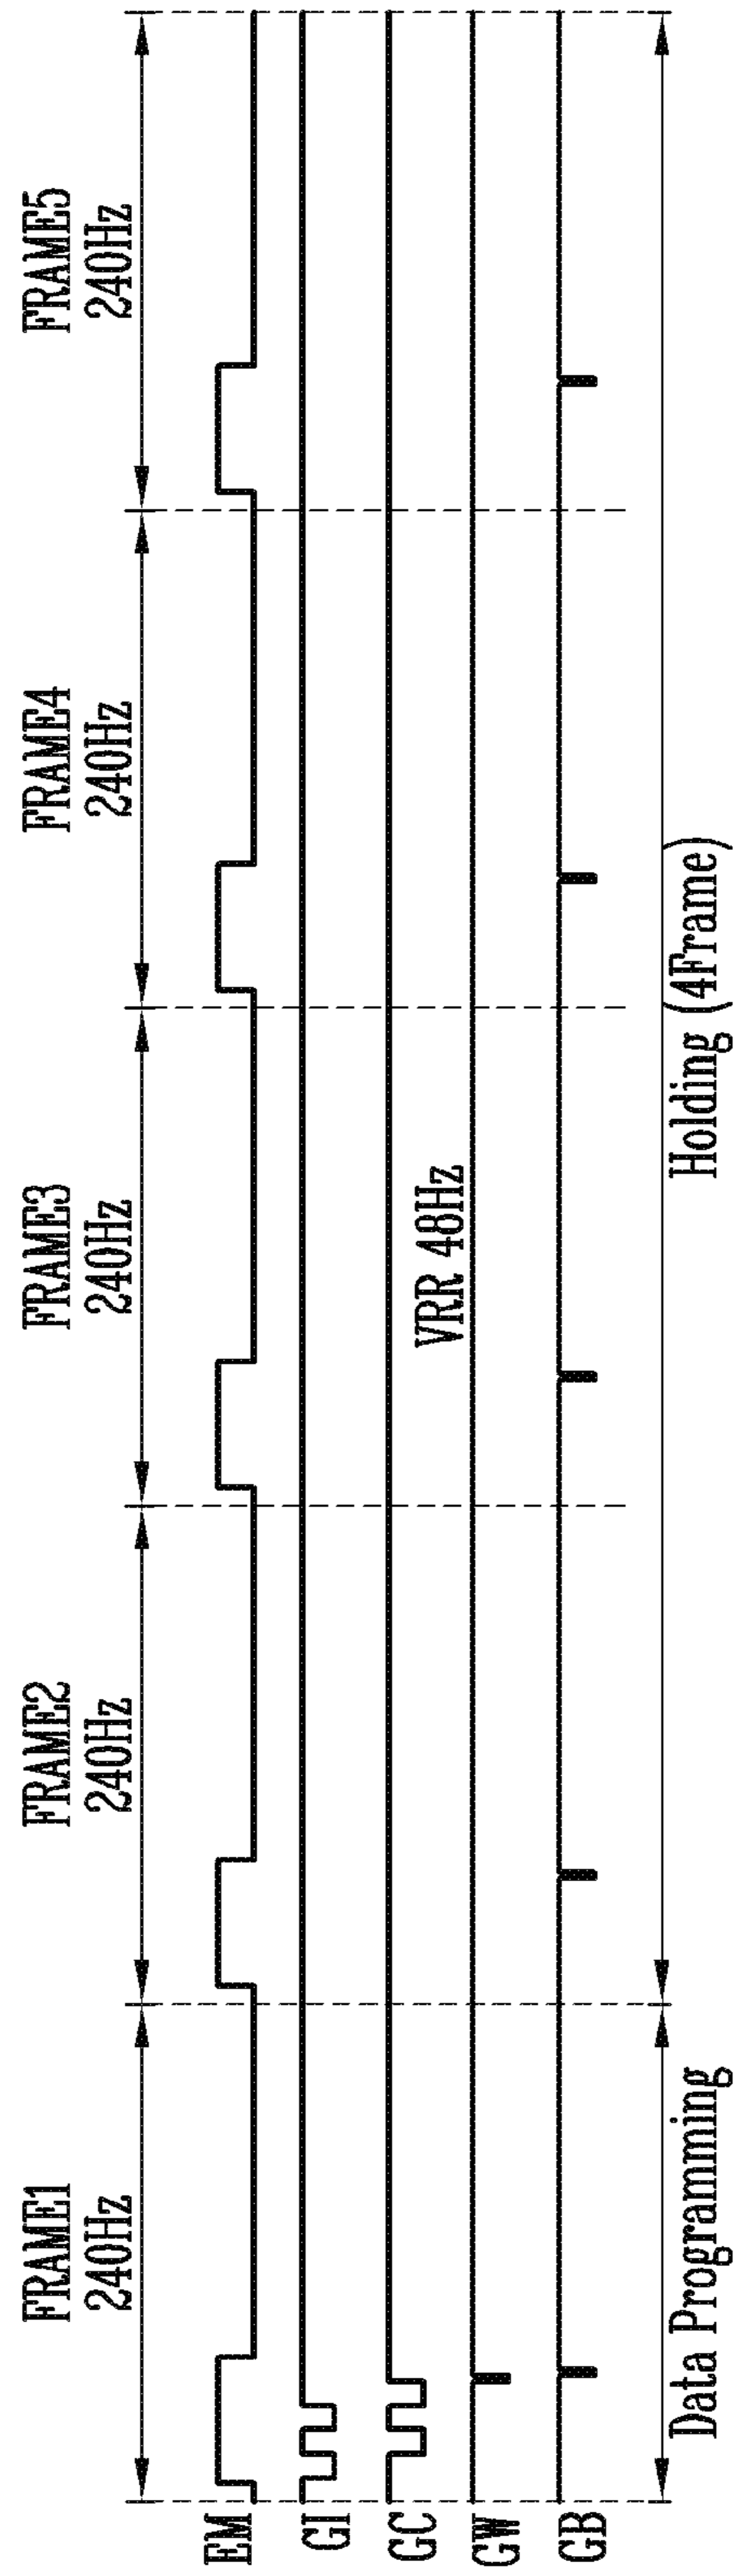 FRAME1
240Hz
FRAME2
240Hz
FRAME3
240Hz
FRAME4
240Hz
FRAME5
240Hz
EM
GI
GC
VRR 48Hz
GW
GB
Data Programming
Holding (4Frame)